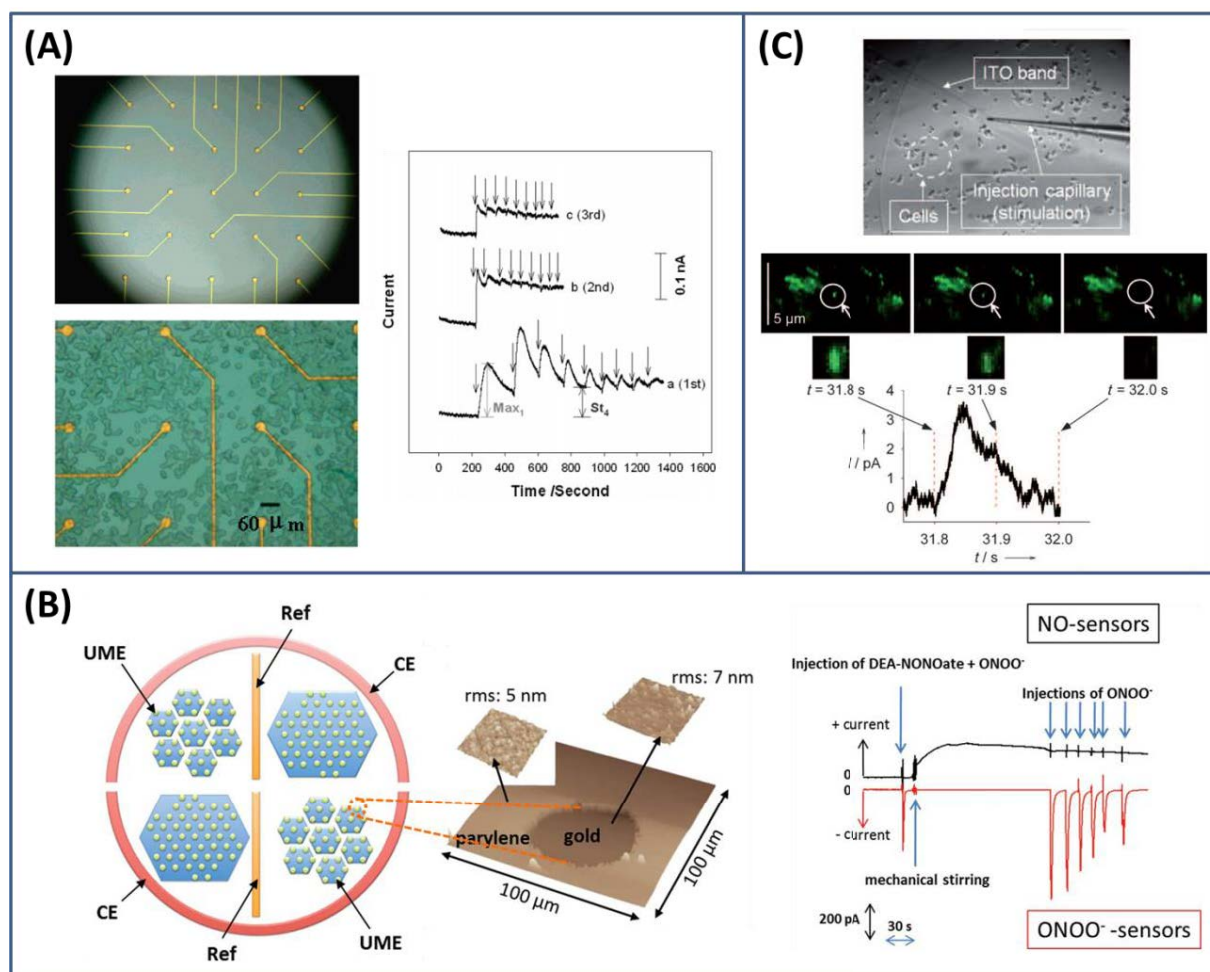 (A)
60 μ m
c (3rd)
b (2nd)
0.1 nA
a (1st)
Max₁
St₄
Current
0 200 400 600 800 1000 1200 1400 1600
Time /Second
(C)
ITO band
Injection capillary
(stimulation)
Cells
5 μm
t = 31.8 s
t = 31.9 s
t = 32.0 s
4
3
2
1
0
I / pA
31.8 31.9 32.0
t / s
(B)
Ref
UME
CE
CE
Ref
UME
rms: 5 nm
rms: 7 nm
parylene
gold
100 μm
100 μm
NO-sensors
Injection of DEA-NONOate + ONOO⁻
Injections of ONOO⁻
+ current
0
0
- current
mechanical stirring
200 pA
30 s
ONOO⁻ -sensors